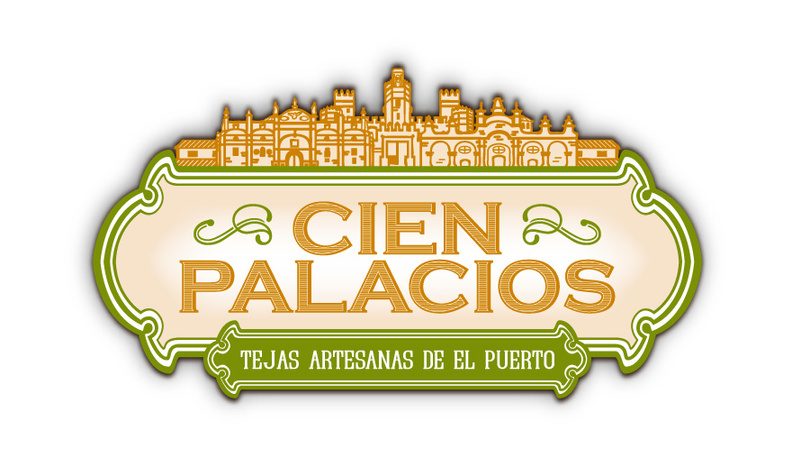 CIEN
PALACIOS
TEJAS ARTESANAS DE EL PUERTO